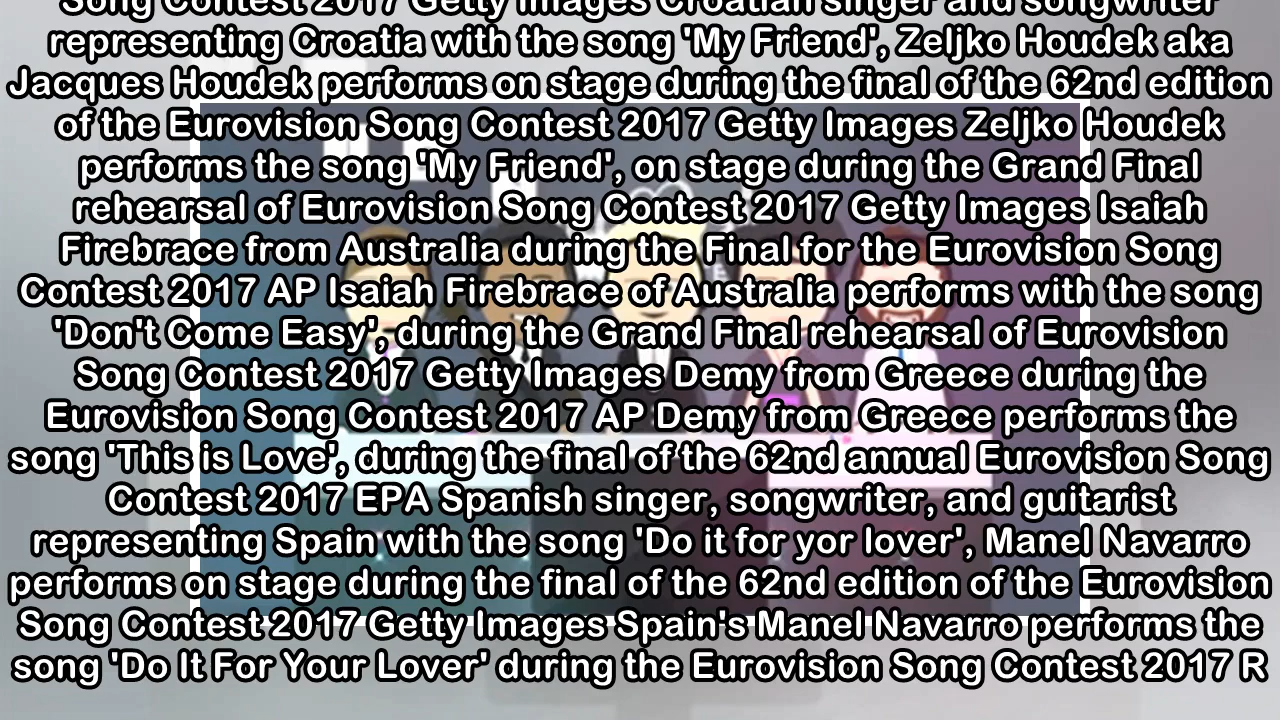 Song Contest 2017 Getty Images Croatian singer and songwriter
representing Croatia with the song 'My Friend', Zeljko Houdek aka
Jacques Houdek performs on stage during the final of the 62nd edition
of the Eurovision Song Contest 2017 Getty Images Zeljko Houdek
performs the song 'My Friend', on stage during the Grand Final
rehearsal of Eurovision Song Contest 2017 Getty Images Isaiah
Firebrace from Australia during the Final for the Eurovision Song
Contest 2017 AP Isaiah Firebrace of Australia performs with the song
'Don't Come Easy', during the Grand Final rehearsal of Eurovision
Song Contest 2017 Getty Images Demy from Greece during the
Eurovision Song Contest 2017 AP Demy from Greece performs the
song 'This is Love', during the final of the 62nd annual Eurovision Song
Contest 2017 EPA Spanish singer, songwriter, and guitarist
representing Spain with the song 'Do it for yor lover', Manel Navarro
performs on stage during the final of the 62nd edition of the Eurovision
Song Contest 2017 Getty Images Spain's Manel Navarro performs the
song 'Do It For Your Lover' during the Eurovision Song Contest 2017 R